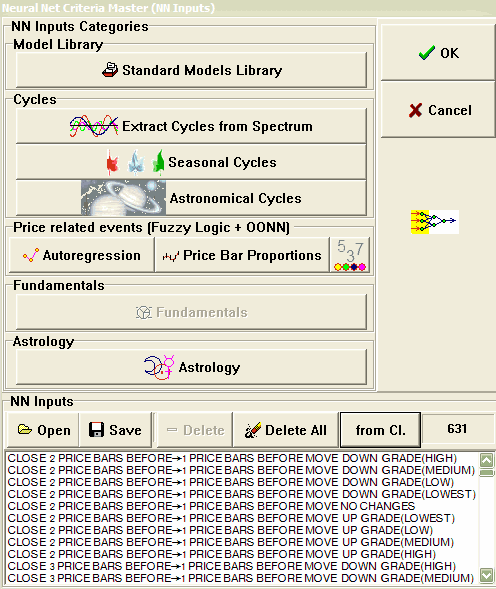 Neural Net Criteria Master (NN Inputs)
NN Inputs Categories
Model Library
Standard Models Library
OK
Cancel
Cycles
Extract Cycles from Spectrum
Seasonal Cycles
Astronomical Cycles
Price related events (Fuzzy Logic + OONN)
Autoregression
Price Bar Proportions
537
Fundamentals
Fundamentals
Astrology
Astrology
NN Inputs
Open
Save
Delete
Delete All
from Cl.
631
CLOSE 2 PRICE BARS BEFORE→1 PRICE BARS BEFORE MOVE DOWN GRADE(HIGH)
CLOSE 2 PRICE BARS BEFORE→1 PRICE BARS BEFORE MOVE DOWN GRADE(MEDIUM)
CLOSE 2 PRICE BARS BEFORE→1 PRICE BARS BEFORE MOVE DOWN GRADE(LOW)
CLOSE 2 PRICE BARS BEFORE→1 PRICE BARS BEFORE MOVE DOWN GRADE(LOWEST)
CLOSE 2 PRICE BARS BEFORE→1 PRICE BARS BEFORE MOVE NO CHANGES
CLOSE 2 PRICE BARS BEFORE→1 PRICE BARS BEFORE MOVE UP GRADE(LOWEST)
CLOSE 2 PRICE BARS BEFORE→1 PRICE BARS BEFORE MOVE UP GRADE(LOW)
CLOSE 2 PRICE BARS BEFORE→1 PRICE BARS BEFORE MOVE UP GRADE(MEDIUM)
CLOSE 2 PRICE BARS BEFORE→1 PRICE BARS BEFORE MOVE UP GRADE(HIGH)
CLOSE 3 PRICE BARS BEFORE→1 PRICE BARS BEFORE MOVE DOWN GRADE(HIGH)
CLOSE 3 PRICE BARS BEFORE→1 PRICE BARS BEFORE MOVE DOWN GRADE(MEDIUM)